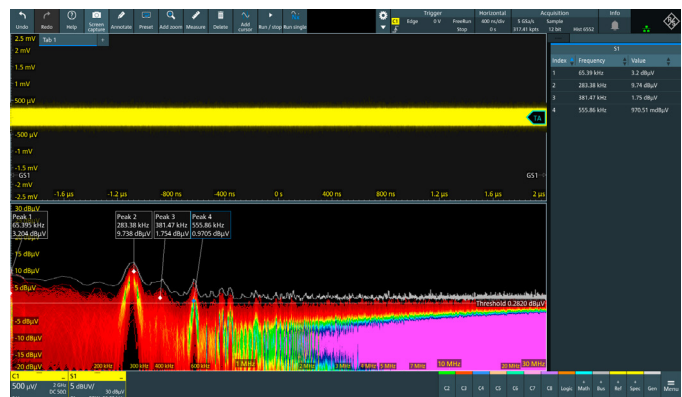 Undo Redo Help Screen capture Annotate Preset Add zoom Measure Delete Add cursor Run / stop Run single
Trigger Horizontal Acquisition Info
C1 Edge 0 V FreeRun 400 ns/div 5 GSa/s Sample
Stop 0 s 317.41 kpts 12 bit Hist 6552
2.5 mV Tab 1 +
2 mV
1.5 mV
1 mV
500 µV
TA
-500 µV
-1 mV
-1.5 mV
GS1 GS1
-2 mV
-2.5 mV -1.6 µs -1.2 µs -800 ns -400 ns 0 s 400 ns 800 ns 1.2 µs 1.6 µs 2 µs
S1
Index Frequency Value
1 65.39 kHz 3.2 dBµV
2 283.38 kHz 9.74 dBµV
3 381.47 kHz 1.75 dBµV
4 555.86 kHz 970.51 mdBµV
30 dBµV
Peak 1 Peak 2 Peak 3 Peak 4
65.395 kHz 283.38 kHz 381.47 kHz 555.86 kHz
3.204 dBµV 9.738 dBµV 1.754 dBµV 0.9705 dBµV
15 dBµV
10 dBµV
5 dBµV
Threshold 0.2820 dBµV
-5 dBµV
-10 dBµV
-15 dBµV
-20 dBµV 200 kHz 300 kHz 400 kHz 600 kHz 1 MHz 2 MHz 3 MHz 4 MHz 5 MHz 7 MHz 10 MHz 20 MHz 30 MHz
C1 S1
500 µV/ 2 GHz 5 dBUV/
DC 50Ω 30 dBµV
C2 C3 C4 C5 C6 C7 C8 Logic + Math + Bus + Ref + Spec Gen Menu